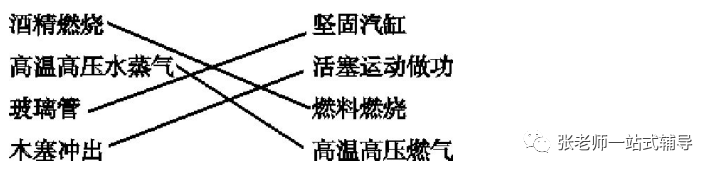 酒精燃烧 坚固汽缸
高温高压水蒸气 活塞运动做功
玻璃管 燃料燃烧
木塞冲出 高温高压燃气
张老师一站式辅导